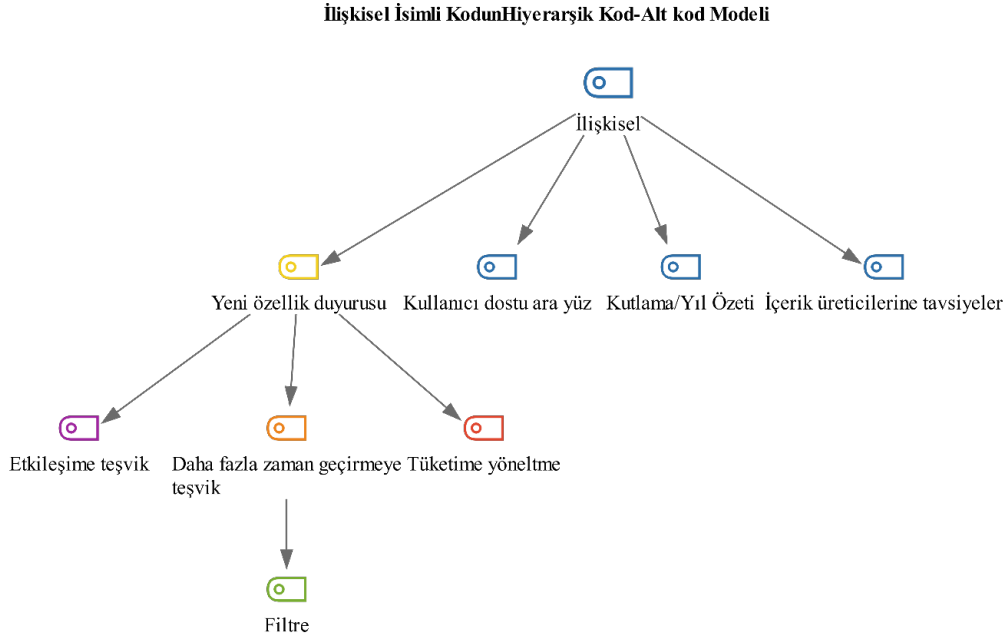 İlişkisel İsimli KodunHiyerarşik Kod-Alt kod Modeli
İlişkisel
Yeni özellik duyurusu
Kullanıcı dostu ara yüz
Kutlama/Yıl Özeti
İçerik üreticilerine tavsiyeler
Etkileşime teşvik
Daha fazla zaman geçirmeye
teşvik
Tüketime yöneltme
Filtre